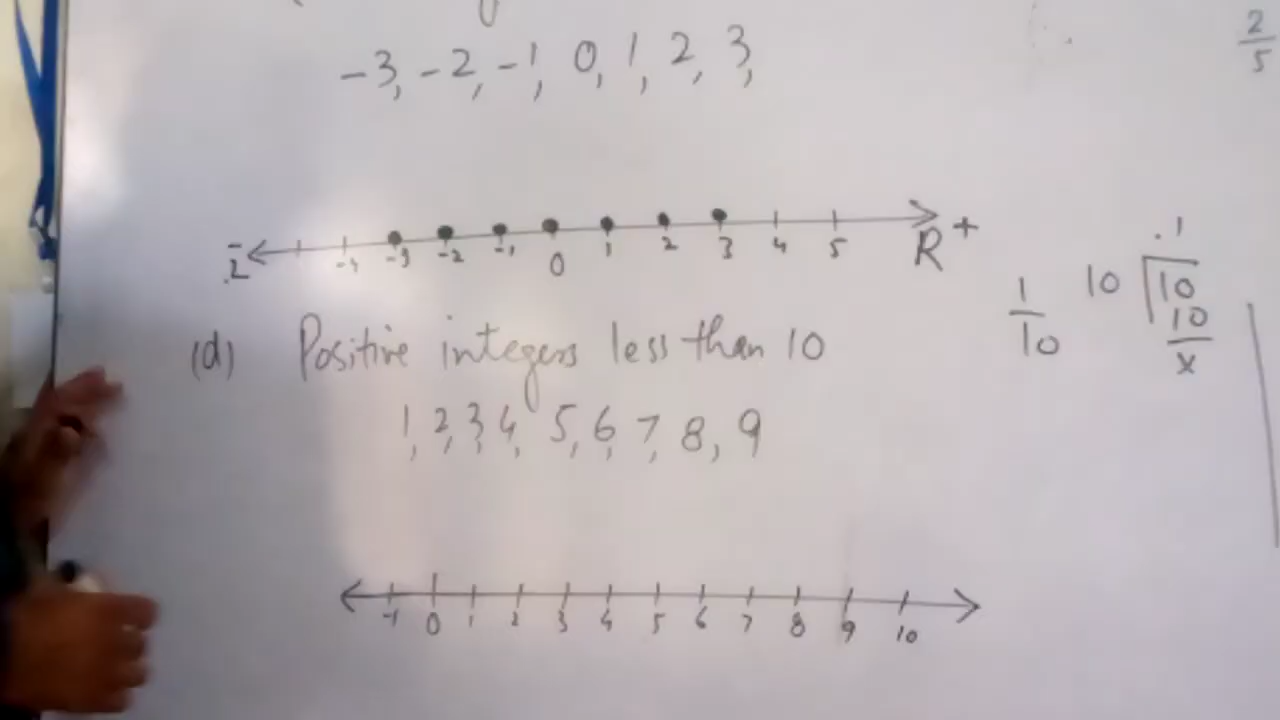 -3, -2, -1, 0, 1, 2, 3,
2
5
-4 -3 -2 -1 0 1 2 3 4 5 R +
(d) Positive integers less than 10
1, 2, 3, 4, 5, 6, 7, 8, 9
1
10
.1
10 10
10
x
-1 0 1 2 3 4 5 6 7 8 9 10